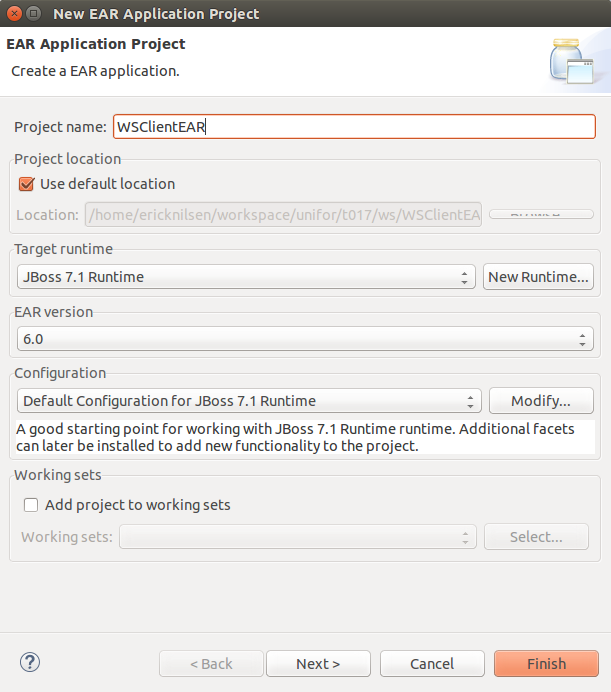 New EAR Application Project
EAR Application Project
Create a EAR application.
Project name: WSClientEAR
Project location
Use default location
Location: /home/ericknilsen/workspace/unifor/t017/ws/WSClientEA
Target runtime
JBoss 7.1 Runtime New Runtime...
EAR version
6.0
Configuration
Default Configuration for JBoss 7.1 Runtime Modify...
A good starting point for working with JBoss 7.1 Runtime runtime. Additional facets
can later be installed to add new functionality to the project.
Working sets
Add project to working sets
Working sets: Select...
? < Back Next > Cancel Finish